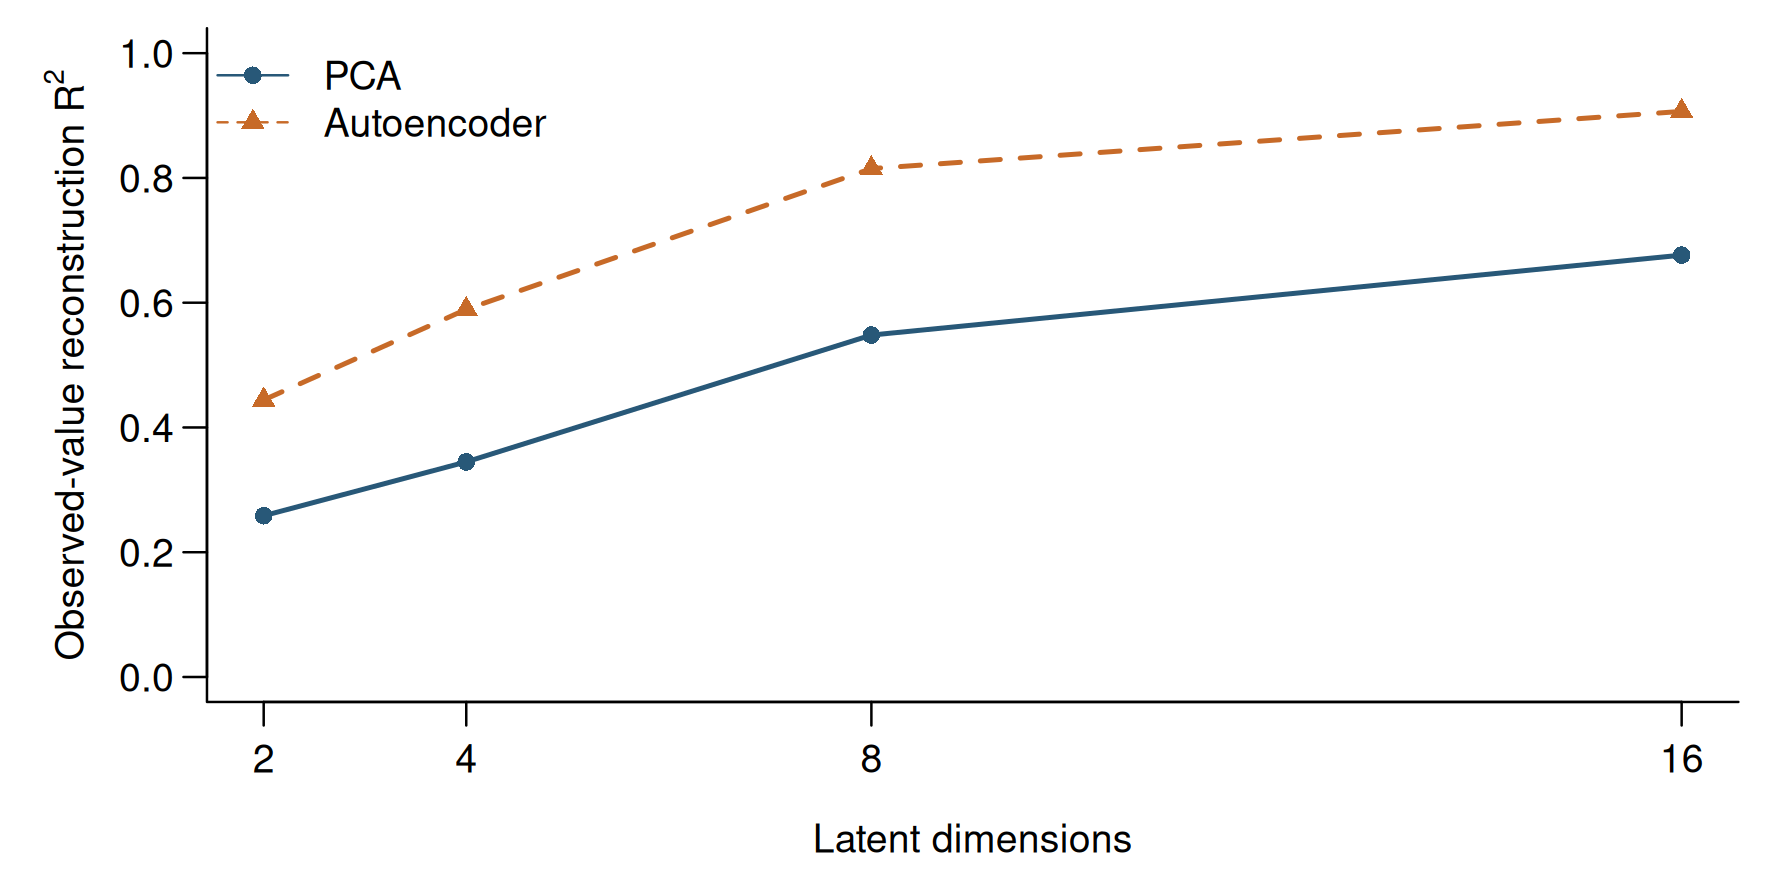 Observed-value reconstruction R²
1.0
0.8
0.6
0.4
0.2
0.0
PCA
Autoencoder
2 4 8 16
Latent dimensions